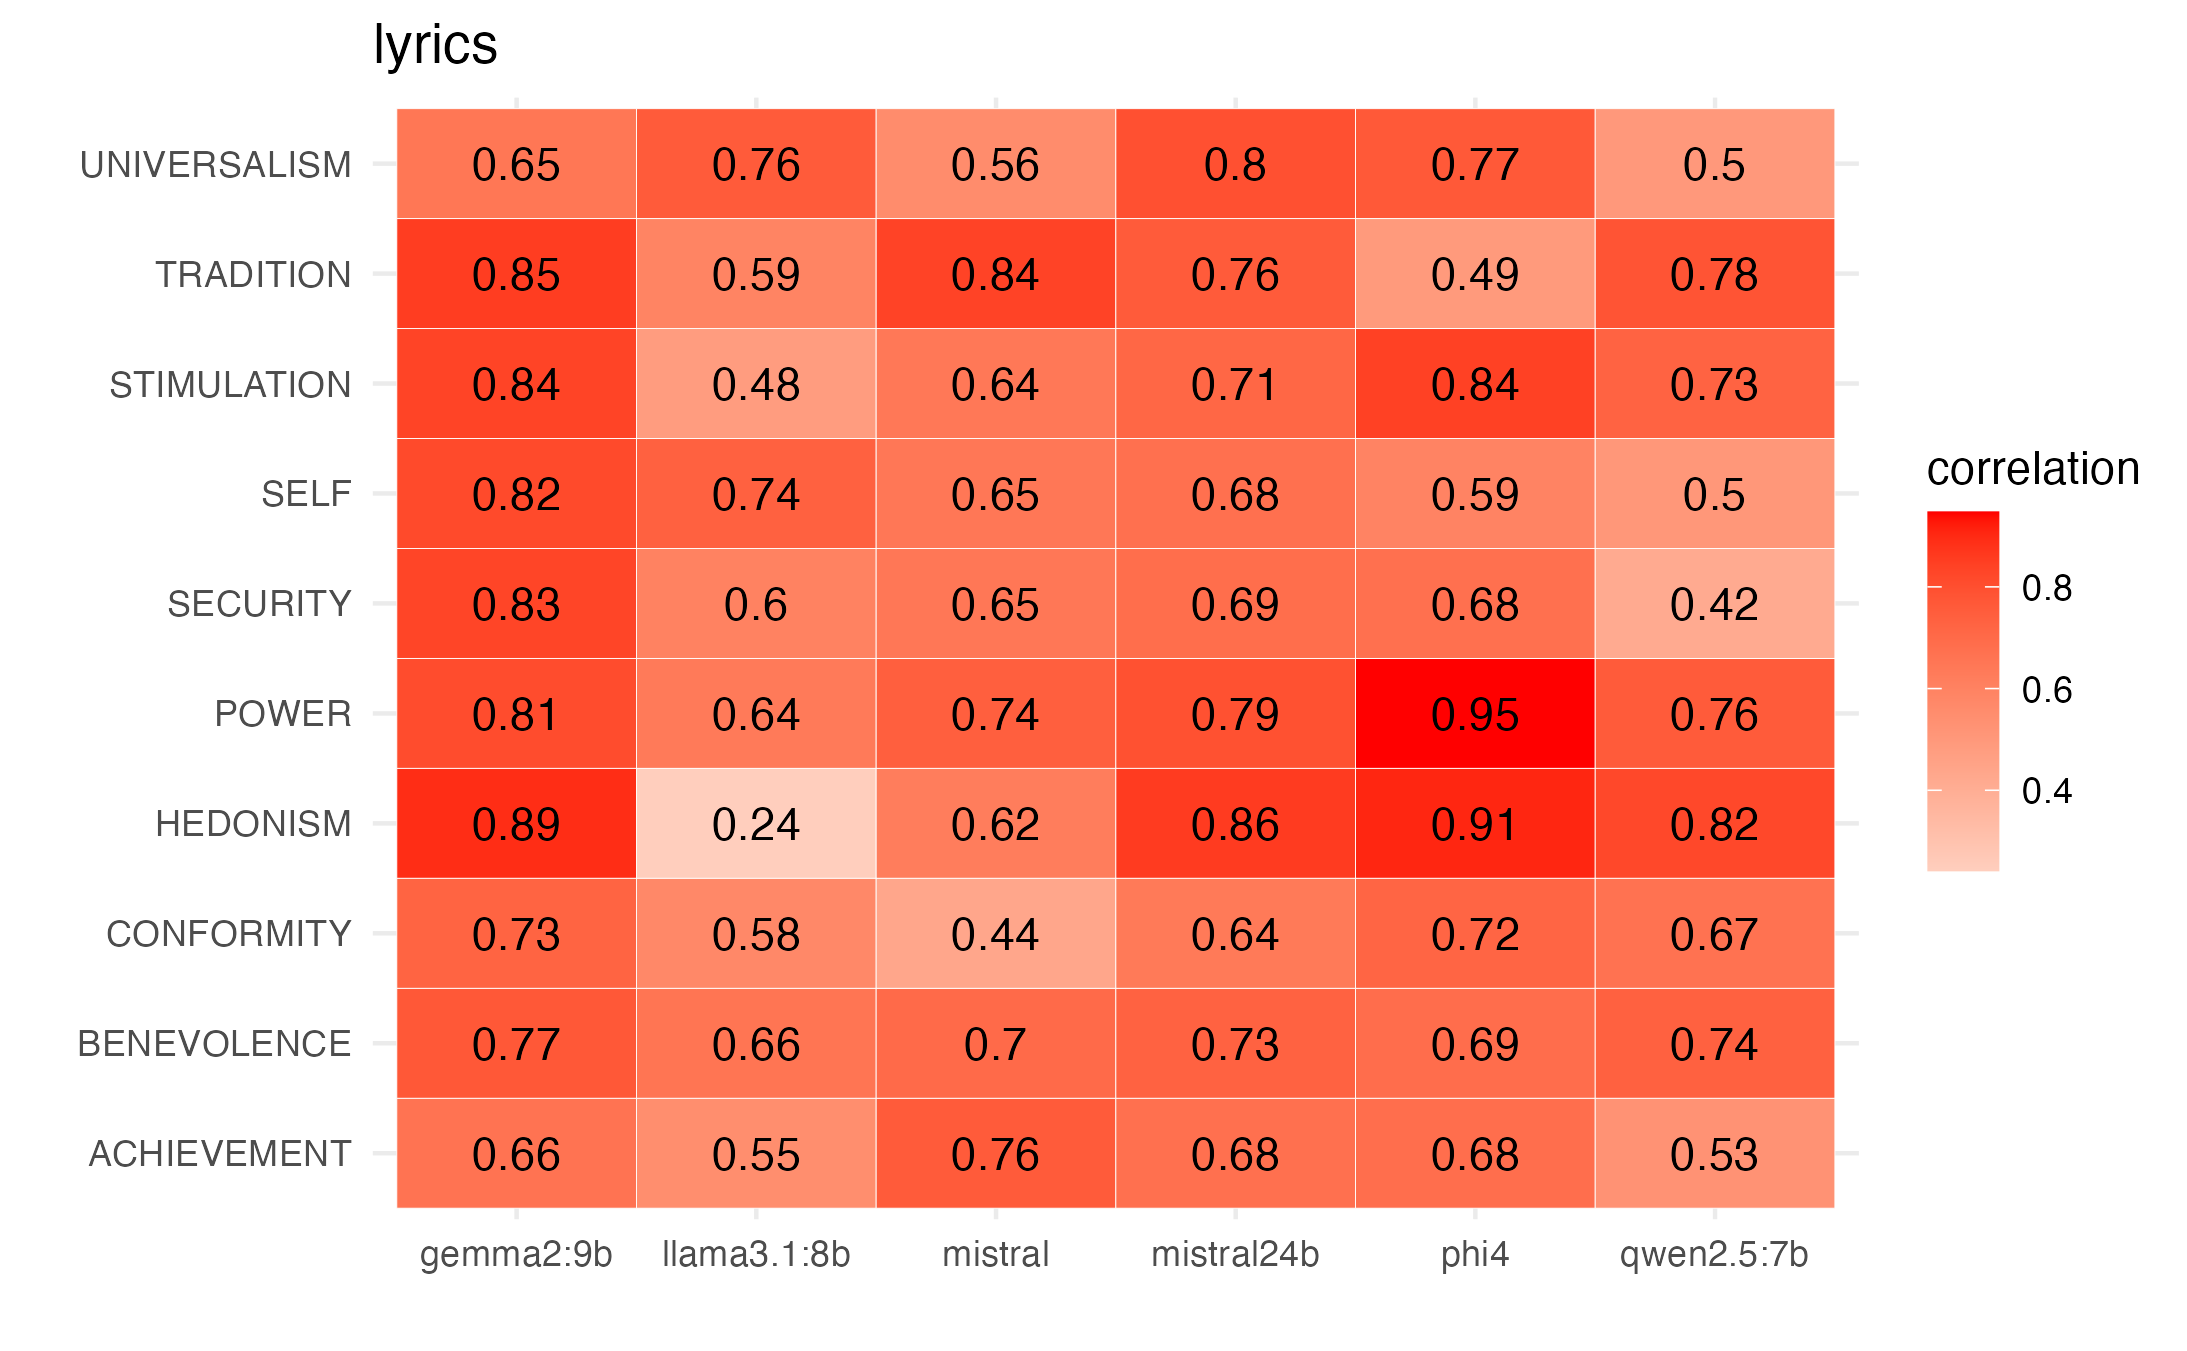 lyrics
UNIVERSALISM 0.65 0.76 0.56 0.8 0.77 0.5
TRADITION 0.85 0.59 0.84 0.76 0.49 0.78
STIMULATION 0.84 0.48 0.64 0.71 0.84 0.73
SELF 0.82 0.74 0.65 0.68 0.59 0.5
SECURITY 0.83 0.6 0.65 0.69 0.68 0.42
POWER 0.81 0.64 0.74 0.79 0.95 0.76
HEDONISM 0.89 0.24 0.62 0.86 0.91 0.82
CONFORMITY 0.73 0.58 0.44 0.64 0.72 0.67
BENEVOLENCE 0.77 0.66 0.7 0.73 0.69 0.74
ACHIEVEMENT 0.66 0.55 0.76 0.68 0.68 0.53
gemma2:9b llama3.1:8b mistral mistral24b phi4 qwen2.5:7b
correlation
0.8
0.6
0.4